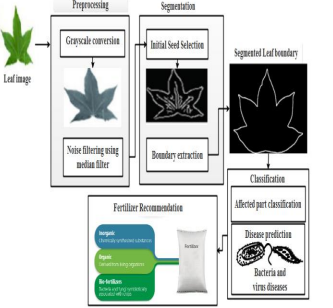 Preprocessing
Segmentation
Grayscale conversion
Initial Seed Selection
Segmented Leaf boundary
Leaf image
Noise filtering using
median filter
Boundary extraction
Classification
Affected part classification
Fertilizer Recommendation
Disease prediction
Inorganic
Fertilizer
Organic
Bacteria and
virus diseases
Bio-fertilizers